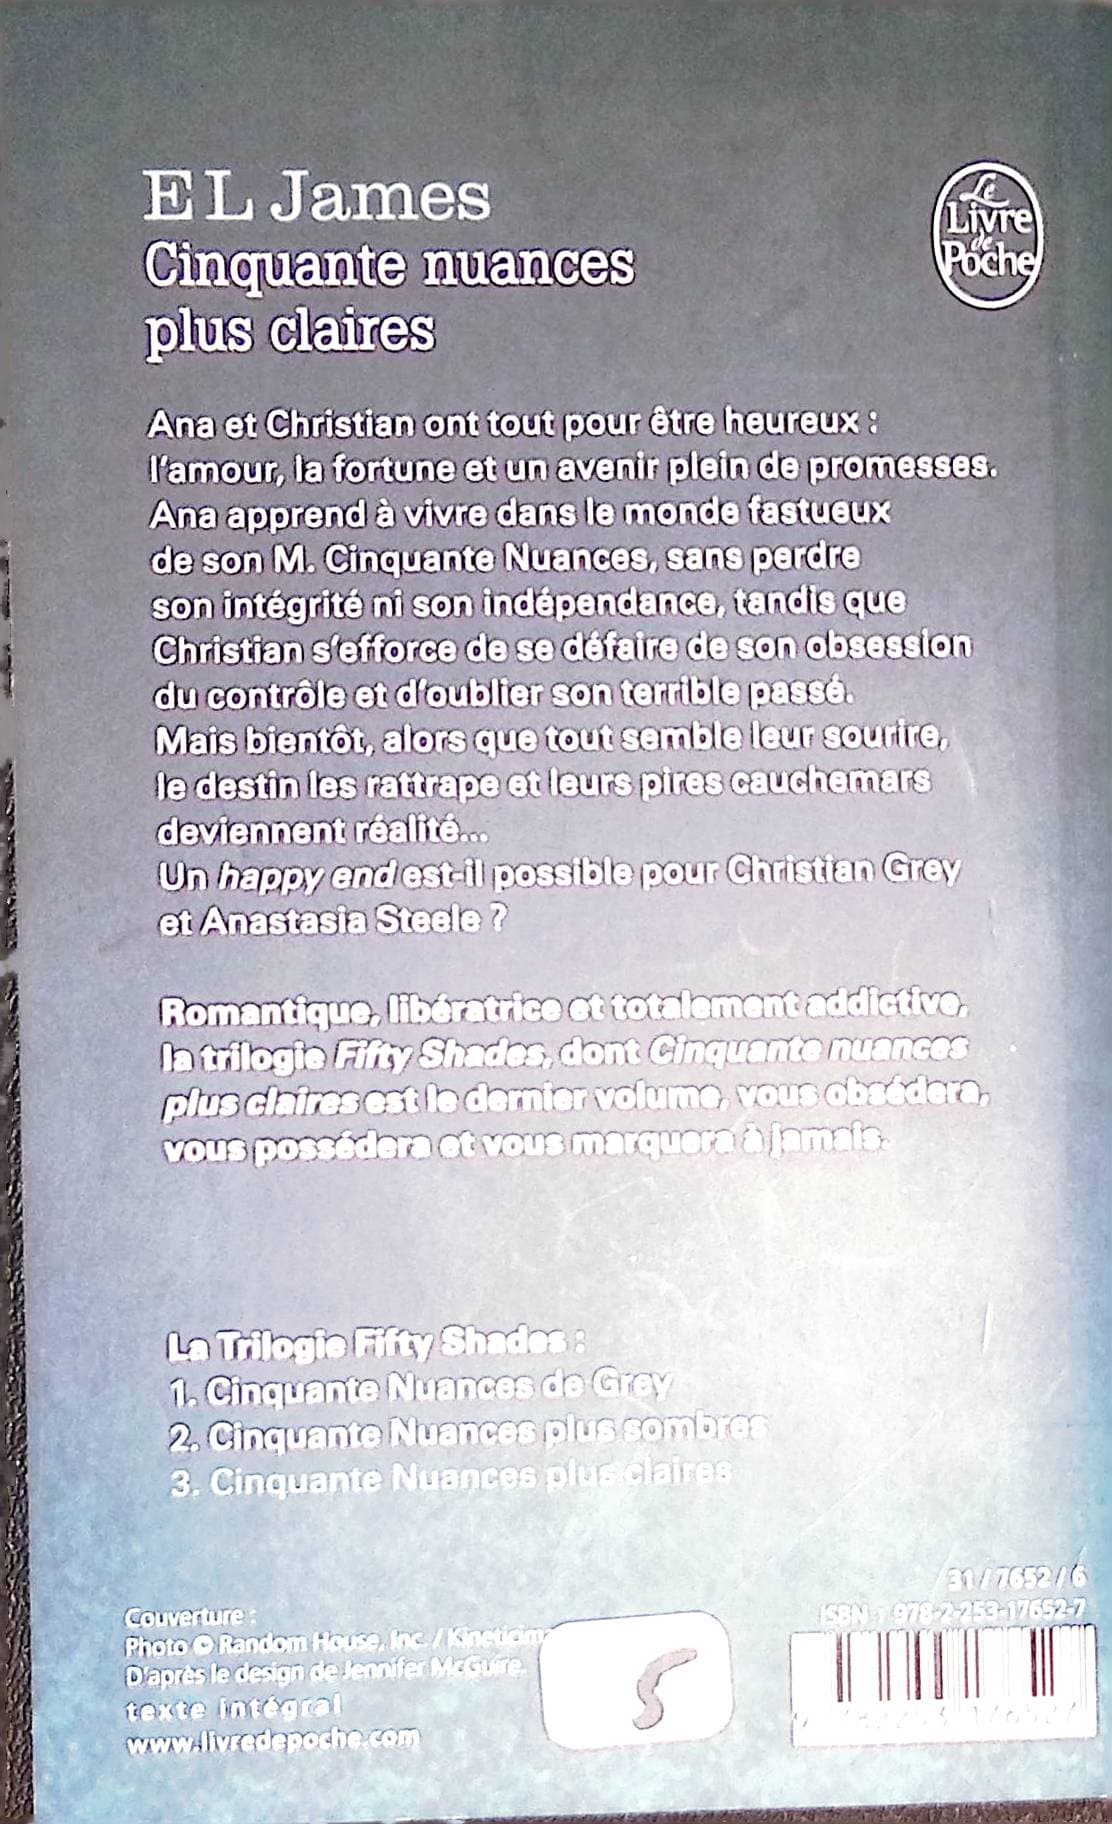 E L James
Cinquante nuances
plus claires
Le
Livre
de
Poche
Ana et Christian ont tout pour être heureux :
l'amour, la fortune et un avenir plein de promesses.
Ana apprend à vivre dans le monde fastueux
de son M. Cinquante Nuances, sans perdre
son intégrité ni son indépendance, tandis que
Christian s'efforce de se défaire de son obsession
du contrôle et d'oublier son terrible passé.
Mais bientôt, alors que tout semble leur sourire,
le destin les rattrape et leurs pires cauchemars
deviennent réalité...
Un happy end est-il possible pour Christian Grey
et Anastasia Steele ?
Romantique, libératrice et totalement addictive,
la trilogie Fifty Shades, dont Cinquante nuances
plus claires est le dernier volume, vous obsédera,
vous possédera et vous marquera à jamais.
La Trilogie Fifty Shades :
1. Cinquante Nuances de Grey
2. Cinquante Nuances plus sombres
3. Cinquante Nuances plus claires
Couverture :
Photo © Random House, Inc. /
D'après le design de Jennifer McGuire.
texte intégral
www.livredepoche.com
5
31 / 7652 / 6
ISBN : 978-2-253-17652-7